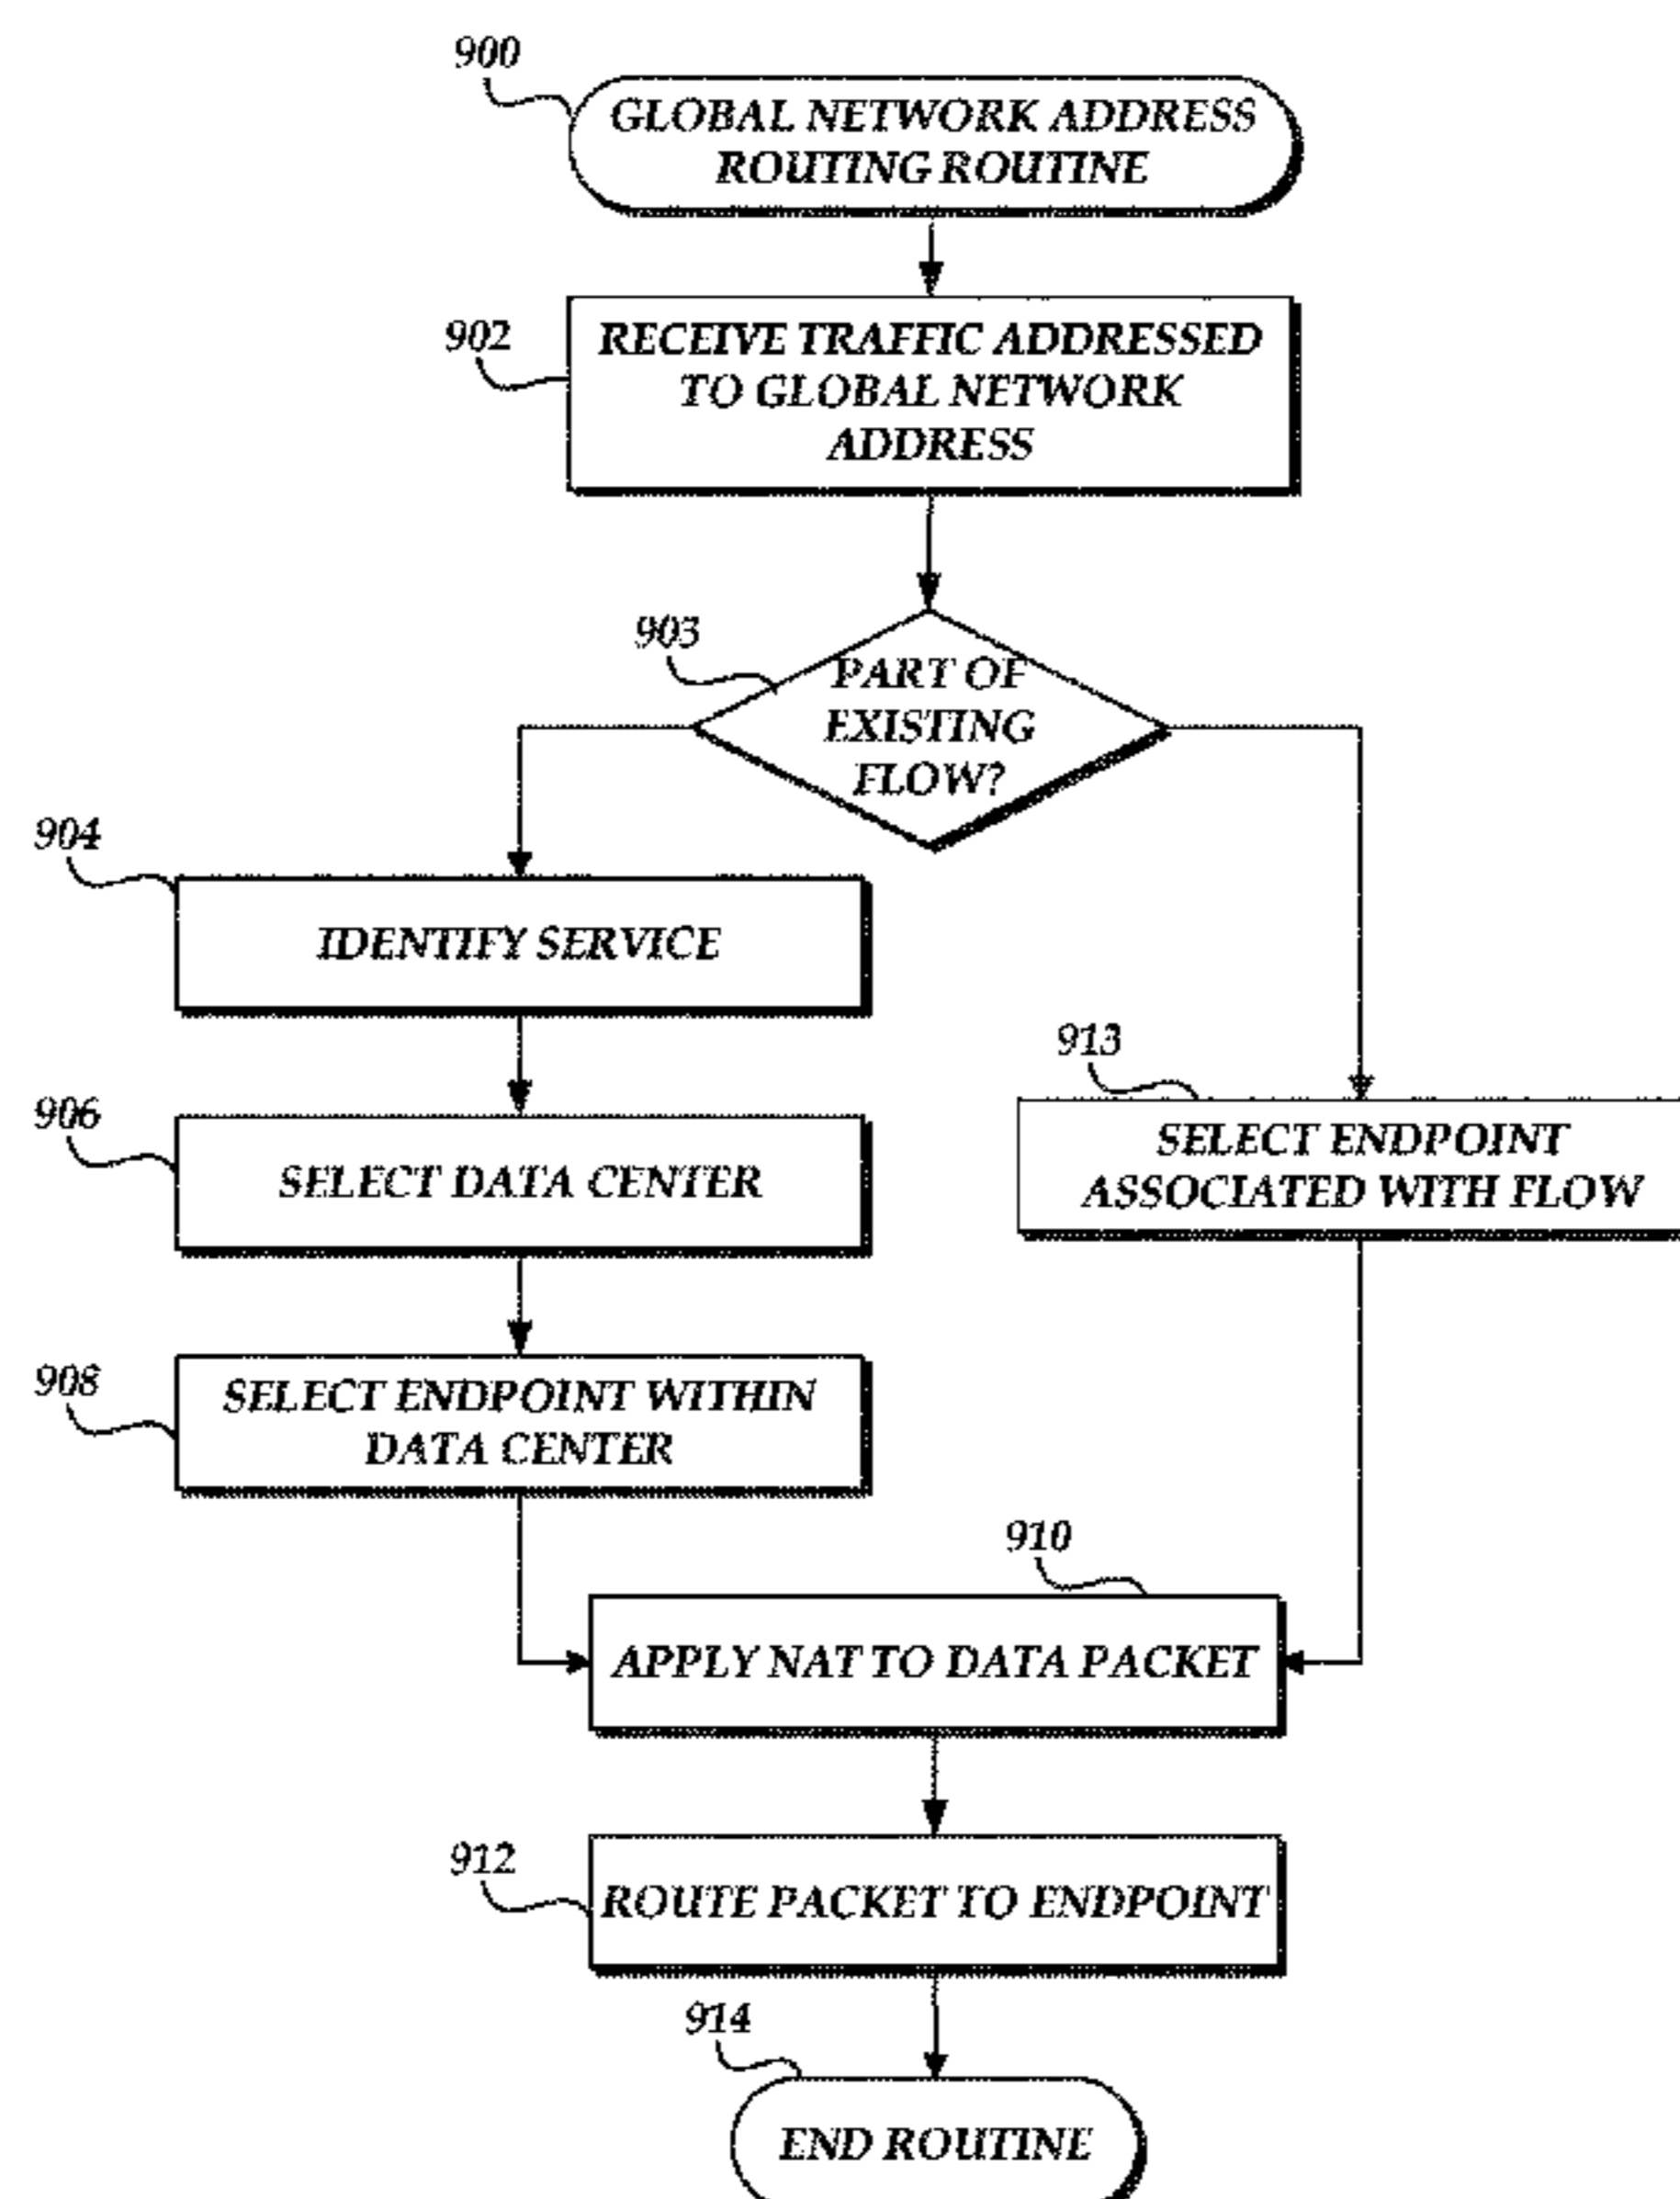 900
GLOBAL NETWORK ADDRESS
ROUTING ROUTINE
902
RECEIVE TRAFFIC ADDRESSED
TO GLOBAL NETWORK
ADDRESS
903
PART OF
EXISTING
FLOW?
904
IDENTIFY SERVICE
906
SELECT DATA CENTER
913
SELECT ENDPOINT
ASSOCIATED WITH FLOW
908
SELECT ENDPOINT WITHIN
DATA CENTER
910
APPLY NAT TO DATA PACKET
912
ROUTE PACKET TO ENDPOINT
914
END ROUTINE